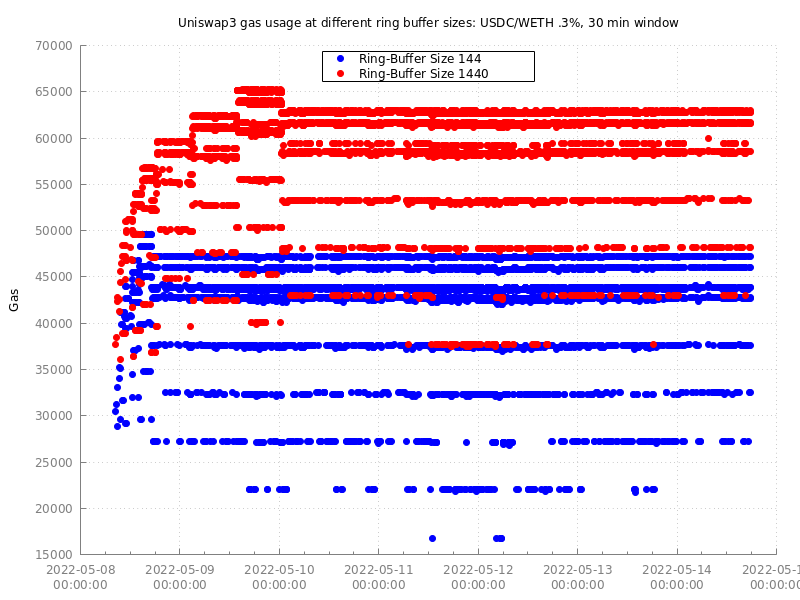 Uniswap3 gas usage at different ring buffer sizes: USDC/WETH .3%, 30 min window
70000
Ring-Buffer Size 144
Ring-Buffer Size 1440
65000
60000
55000
50000
45000
Gas
40000
35000
30000
25000
20000
15000
2022-05-08 2022-05-09 2022-05-10 2022-05-11 2022-05-12 2022-05-13 2022-05-14 2022-05-1
00:00:00 00:00:00 00:00:00 00:00:00 00:00:00 00:00:00 00:00:00 00:00:00